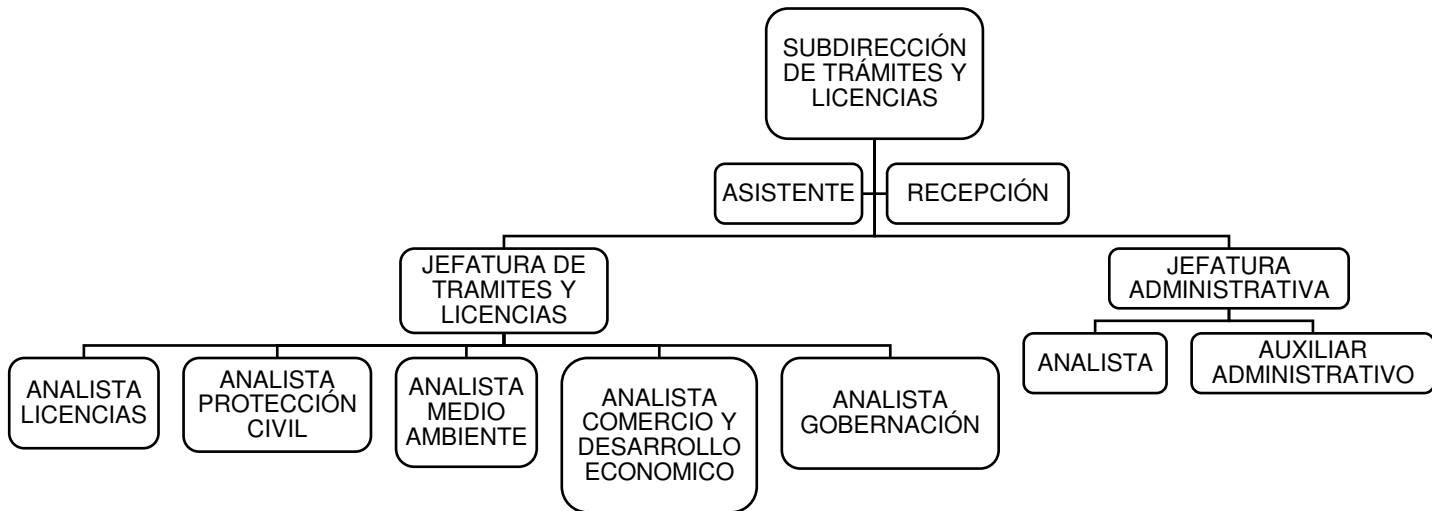 SUBDIRECCIÓN
DE TRÁMITES Y
LICENCIAS
ASISTENTE
RECEPCIÓN
JEFATURA DE
TRAMITES Y
LICENCIAS
JEFATURA
ADMINISTRATIVA
ANALISTA
LICENCIAS
ANALISTA
PROTECCIÓN
CIVIL
ANALISTA
MEDIO
AMBIENTE
ANALISTA
COMERCIO Y
DESARROLLO
ECONOMICO
ANALISTA
GOBERNACIÓN
ANALISTA
AUXILIAR
ADMINISTRATIVO